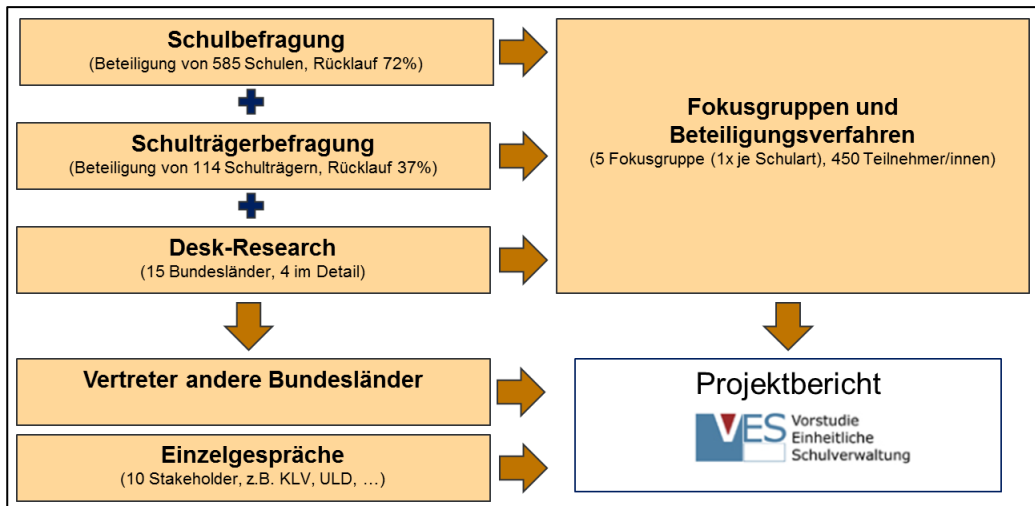 Schulbefragung
(Beteiligung von 585 Schulen, Rücklauf 72%)
Schulträgerbefragung
(Beteiligung von 114 Schulträgern, Rücklauf 37%)
Desk-Research
(15 Bundesländer, 4 im Detail)
Fokusgruppen und
Beteiligungsverfahren
(5 Fokusgruppe (1x je Schulart), 450 Teilnehmer/innen)
Vertreter andere Bundesländer
Einzelgespräche
(10 Stakeholder, z.B. KLV, ULD, …)
Projektbericht
VES
Vorstudie
Einheitliche
Schulverwaltung